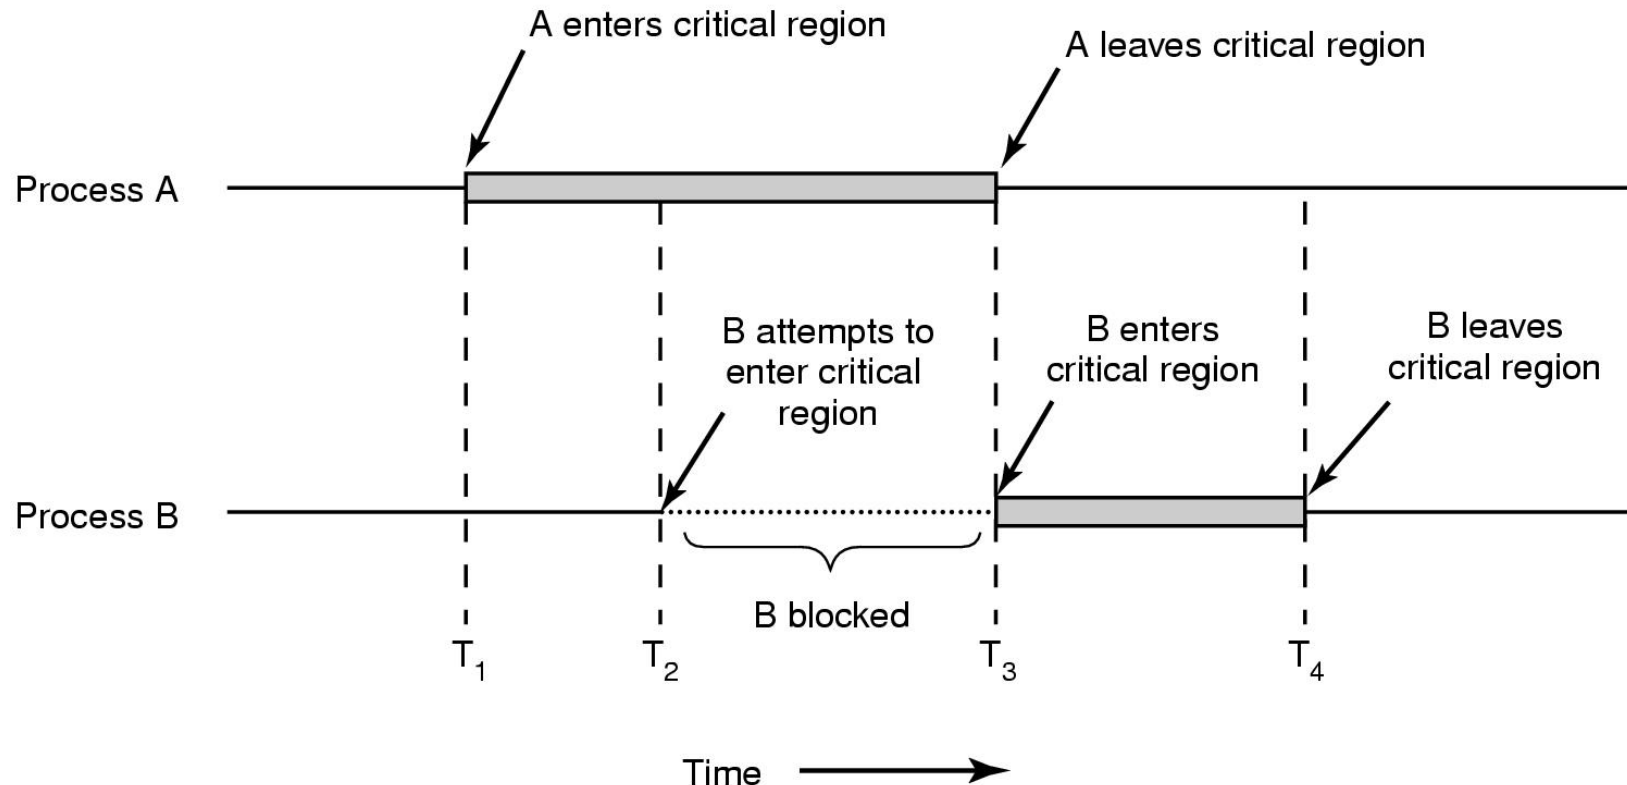 A enters critical region
A leaves critical region
Process A
B attempts to
enter critical
region
B enters
critical region
B leaves
critical region
Process B
B blocked
T1
T2
T3
T4
Time